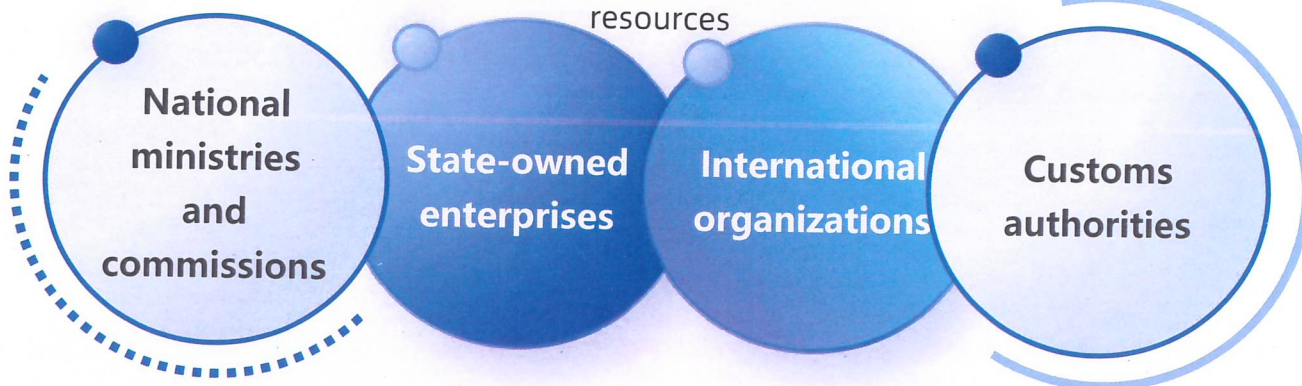 resources
National
ministries
and
commissions
State-owned
enterprises
International
organizations
Customs
authorities